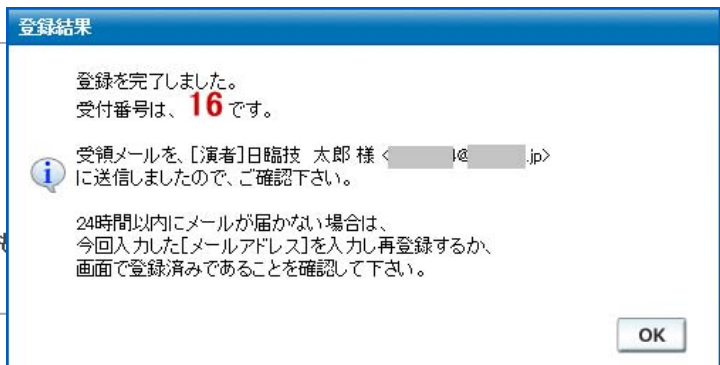 登録結果
登録を完了しました。
受付番号は、16です。
受領メールを、[演者]日臨技 太郎 様 <4@.jp>
に送信しましたので、ご確認下さい。
24時間以内にメールが届かない場合は、
今回入力した[メールアドレス]を入力し再登録するか、
画面で登録済みであることを確認して下さい。
OK